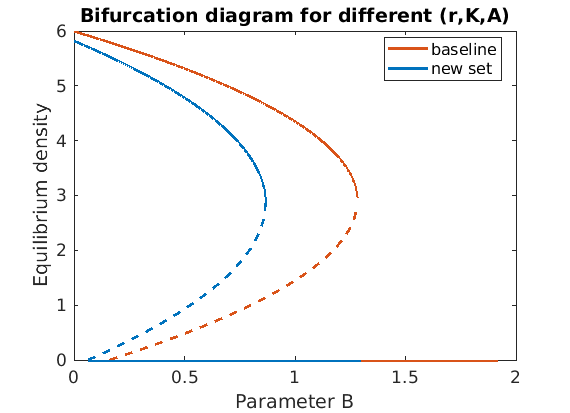 Bifurcation diagram for different (r,K,A)
baseline
new set
6
5
4
3
2
1
0
Equilibrium density
0 0.5 1 1.5 2
Parameter B